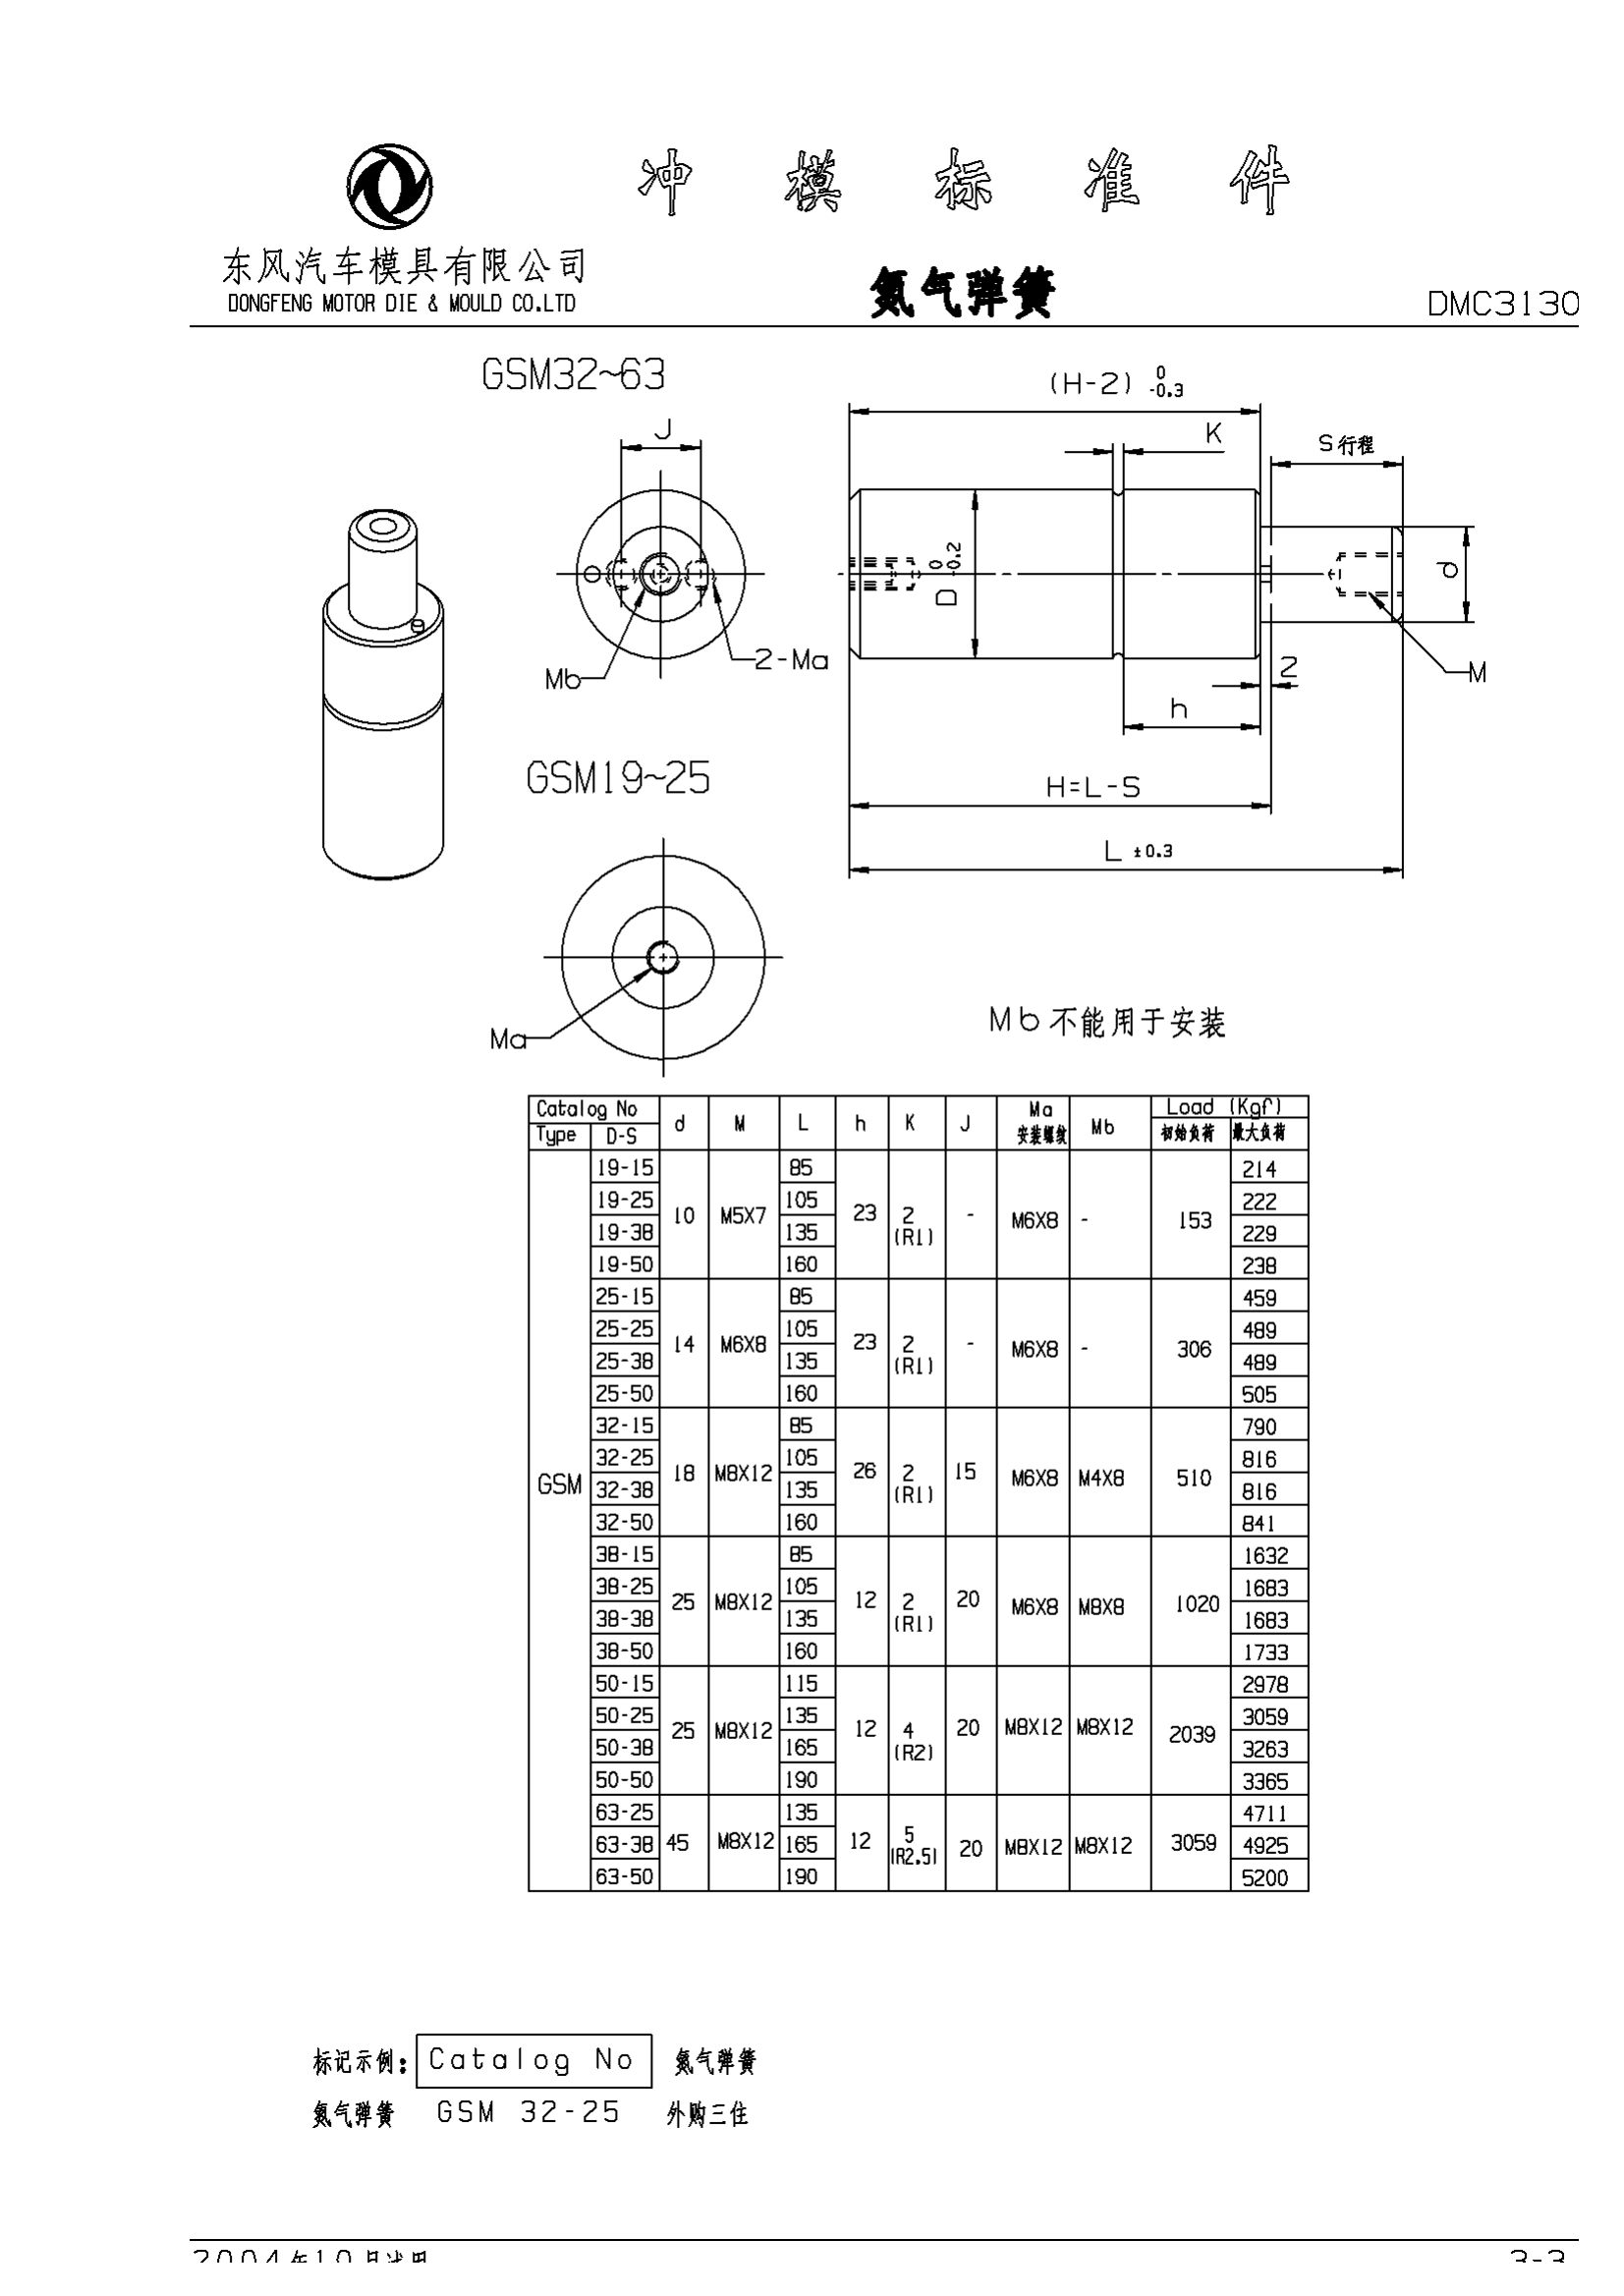 冲模标准件
东风汽车模具有限公司
DONGFENG MOTOR DIE & MOULD CO.LTD
氮气弹簧
DMC3130
GSM32~63
(H-2) 0 -0.3
J
K
S行程
D 0 -0.2
d
Mb
2-Ma
M
2
h
GSM19~25
H=L-S
L ±0.3
Ma
Mb不能用于安装
Catalog No d M L h K J Ma 安装螺纹 Mb Load (Kgf)
Type D-S 初始负荷 最大负荷
GSM
19-15 85 214
19-25 105 222
10 M5X7 23 2 (R1) - M6X8 - 153
19-38 135 229
19-50 160 238
25-15 85 459
25-25 105 489
14 M6X8 23 2 (R1) - M6X8 - 306
25-38 135 489
25-50 160 505
32-15 85 790
32-25 105 816
18 M8X12 26 2 (R1) 15 M6X8 M4X8 510
32-38 135 816
32-50 160 841
38-15 85 1632
38-25 105 1683
25 M8X12 12 2 (R1) 20 M6X8 M8X8 1020
38-38 135 1683
38-50 160 1733
50-15 115 2978
50-25 135 3059
25 M8X12 12 4 (R2) 20 M8X12 M8X12 2039
50-38 165 3263
50-50 190 3365
63-25 135 4711
63-38 45 M8X12 165 12 5 (R2.5) 20 M8X12 M8X12 3059 4925
63-50 190 5200
标记示例: Catalog No 氮气弹簧
氮气弹簧 GSM 32-25 外购三住
2004年10月
3-3